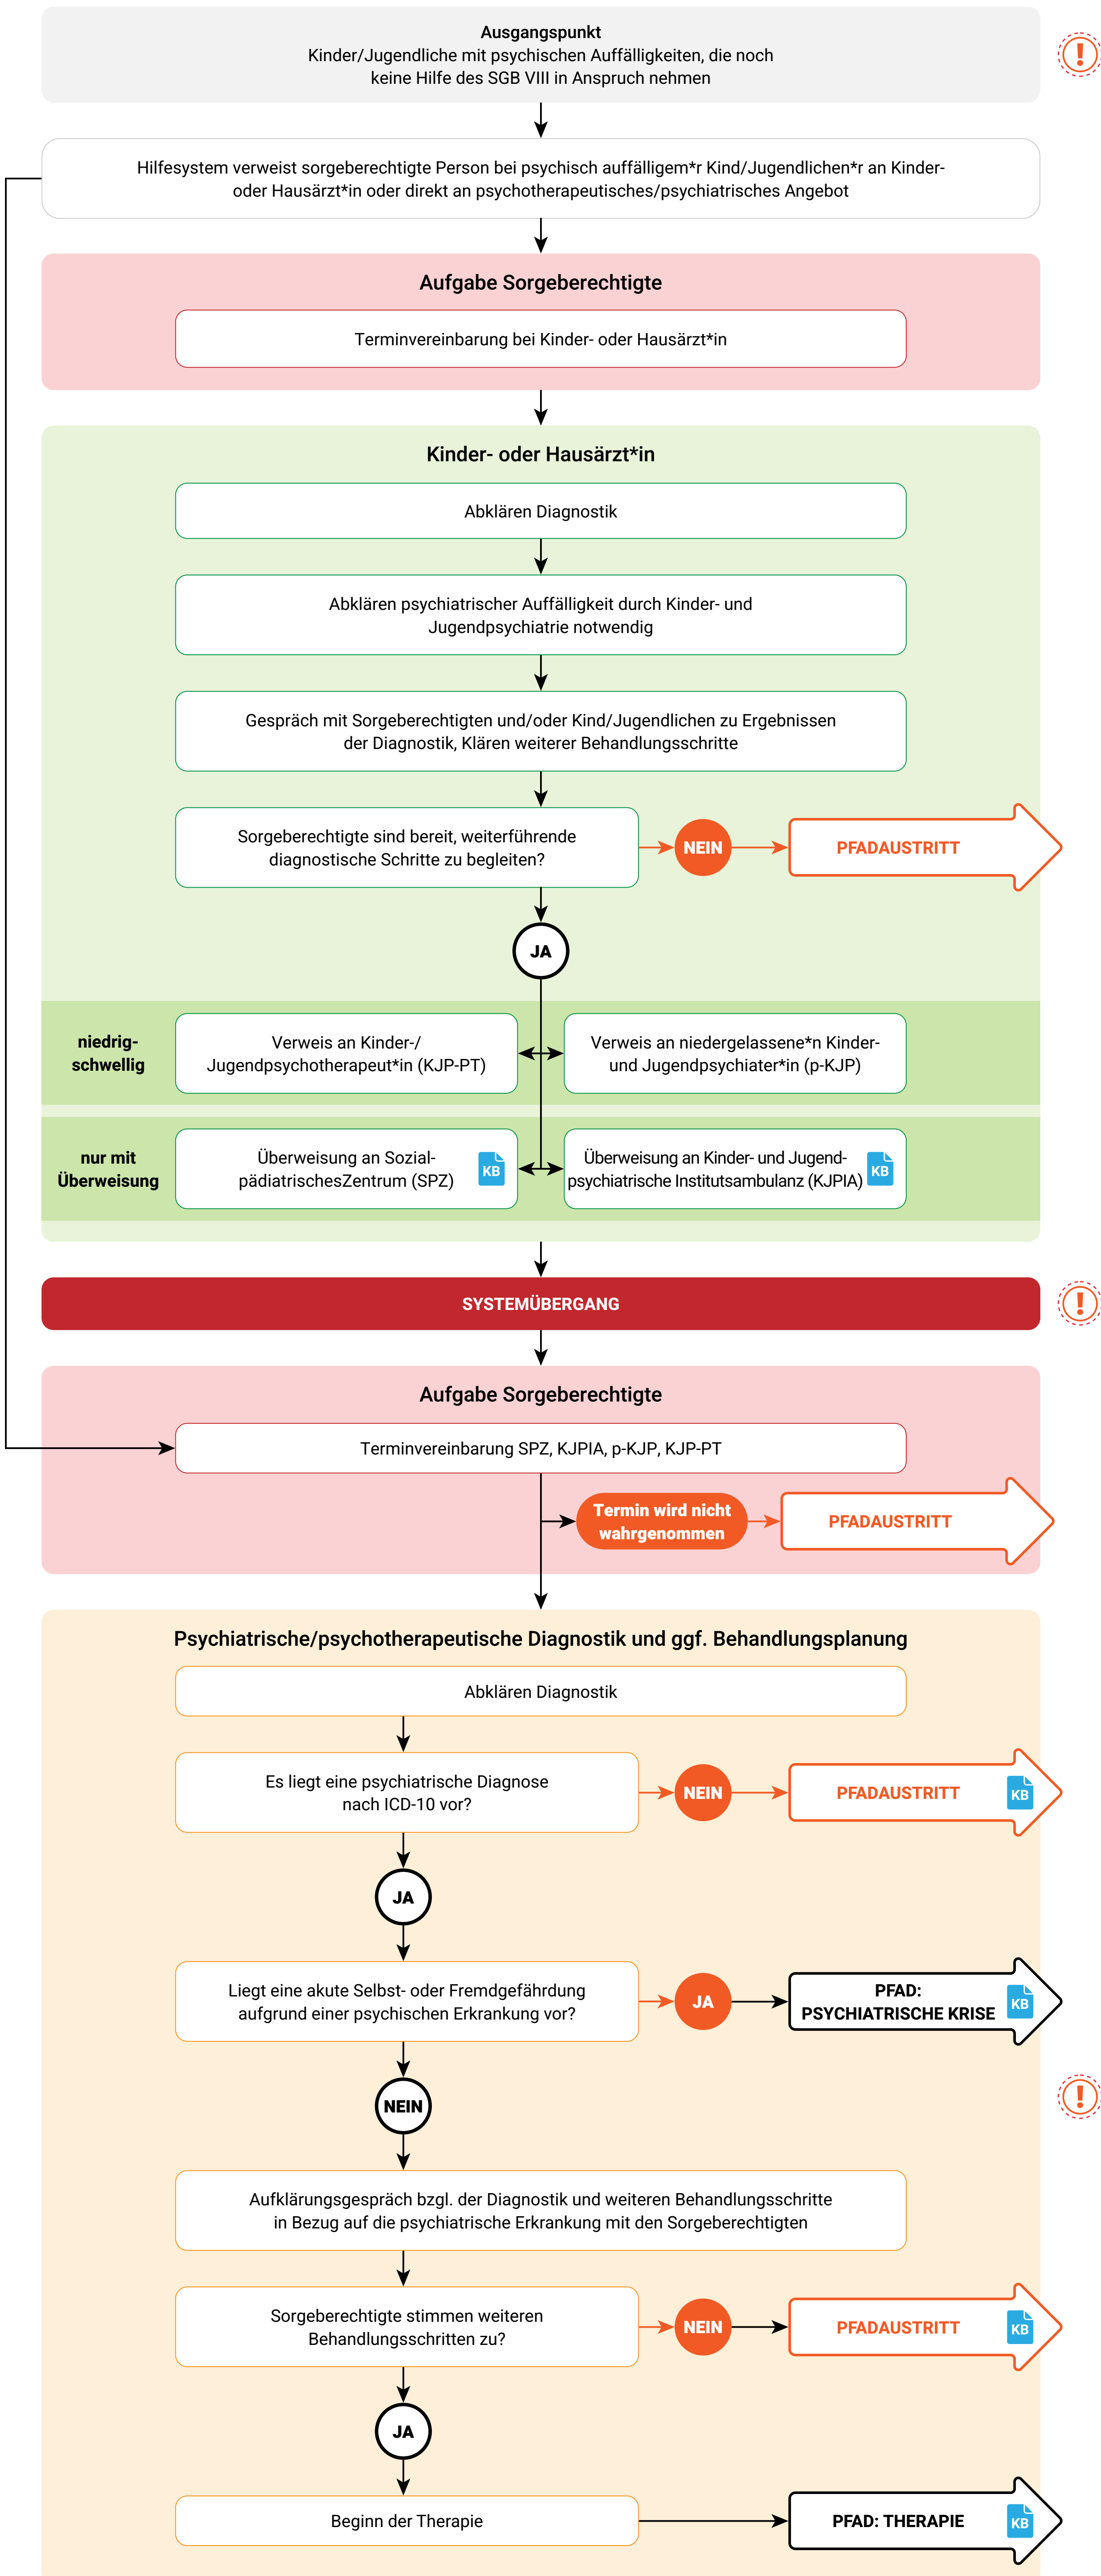 Ausgangspunkt
Kinder/Jugendliche mit psychischen Auffälligkeiten, die noch
keine Hilfe des SGB VIII in Anspruch nehmen
!
Hilfesystem verweist sorgeberechtigte Person bei psychisch auffälligem*r Kind/Jugendlichen*r an Kinder-
oder Hausärzt*in oder direkt an psychotherapeutisches/psychiatrisches Angebot
Aufgabe Sorgeberechtigte
Terminvereinbarung bei Kinder- oder Hausärzt*in
Kinder- oder Hausärzt*in
Abklären Diagnostik
Abklären psychiatrischer Auffälligkeit durch Kinder- und
Jugendpsychiatrie notwendig
Gespräch mit Sorgeberechtigten und/oder Kind/Jugendlichen zu Ergebnissen
der Diagnostik, Klären weiterer Behandlungsschritte
Sorgeberechtigte sind bereit, weiterführende
diagnostische Schritte zu begleiten?
NEIN
PFADAUSTRITT
JA
niedrig-
schwellig
Verweis an Kinder-/
Jugendpsychotherapeut*in (KJP-PT)
Verweis an niedergelassene*n Kinder-
und Jugendpsychiater*in (p-KJP)
nur mit
Überweisung
Überweisung an Sozial-
pädiatrischesZentrum (SPZ)
KB
Überweisung an Kinder- und Jugend-
psychiatrische Institutsambulanz (KJPIA)
KB
SYSTEMÜBERGANG
!
Aufgabe Sorgeberechtigte
Terminvereinbarung SPZ, KJPIA, p-KJP, KJP-PT
Termin wird nicht
wahrgenommen
PFADAUSTRITT
Psychiatrische/psychotherapeutische Diagnostik und ggf. Behandlungsplanung
Abklären Diagnostik
Es liegt eine psychiatrische Diagnose
nach ICD-10 vor?
NEIN
PFADAUSTRITT
KB
JA
Liegt eine akute Selbst- oder Fremdgefährdung
aufgrund einer psychischen Erkrankung vor?
JA
PFAD:
PSYCHIATRISCHE KRISE
KB
NEIN
!
Aufklärungsgespräch bzgl. der Diagnostik und weiteren Behandlungsschritte
in Bezug auf die psychiatrische Erkrankung mit den Sorgeberechtigten
Sorgeberechtigte stimmen weiteren
Behandlungsschritten zu?
NEIN
PFADAUSTRITT
KB
JA
Beginn der Therapie
PFAD: THERAPIE
KB